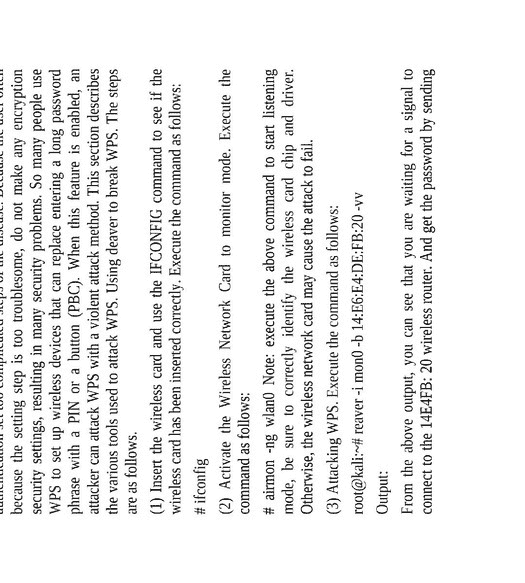 because the setting step is too troublesome, do not make any encryption
security settings, resulting in many security problems. So many people use
WPS to set up wireless devices that can replace entering a long password
phrase with a PIN or a button (PBC). When this feature is enabled, an
attacker can attack WPS with a violent attack method. This section describes
the various tools used to attack WPS. Using deaver to break WPS. The steps
are as follows.
(1) Insert the wireless card and use the IFCONFIG command to see if the
wireless card has been inserted correctly. Execute the command as follows:
# ifconfig
(2) Activate the Wireless Network Card to monitor mode. Execute the
command as follows:
# airmon -ng wlan0 Note: execute the above command to start listening
mode, be sure to correctly identify the wireless card chip and driver.
Otherwise, the wireless network card may cause the attack to fail.
(3) Attacking WPS. Execute the command as follows:
root@kali:~# reaver -i mon0 -b 14:E6:E4:DE:FB:20 -vv
Output:
From the above output, you can see that you are waiting for a signal to
connect to the 14E4FB: 20 wireless router. And get the password by sending